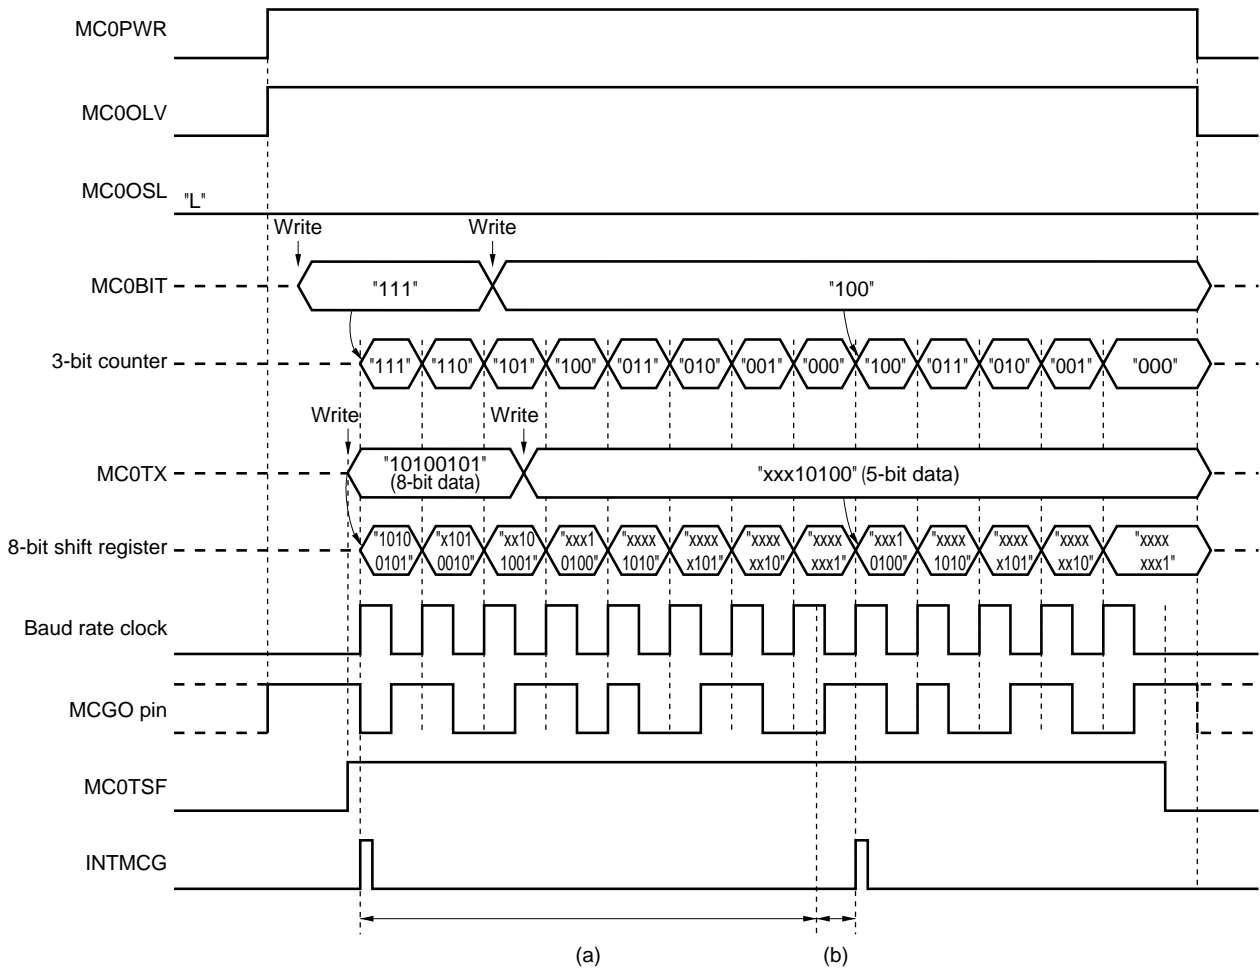 MC0PWR
MC0OLV
MC0OSL "L"
Write Write
MC0BIT "111" "100"
3-bit counter "111" "110" "101" "100" "011" "010" "001" "000" "100" "011" "010" "001" "000"
Write Write
MC0TX "10100101" "xxx10100" (5-bit data)
(8-bit data)
8-bit shift register "1010 "x101 "xx10 "xxx1 "xxxx "xxxx "xxxx "xxxx "xxx1 "xxxx "xxxx "xxxx "xxxx
0101" 0010" 1001" 0100" 1010" x101" xx10" xxx1" 0100" 1010" x101" xx10" xxx1"
Baud rate clock
MCGO pin
MC0TSF
INTMCG
(a) (b)